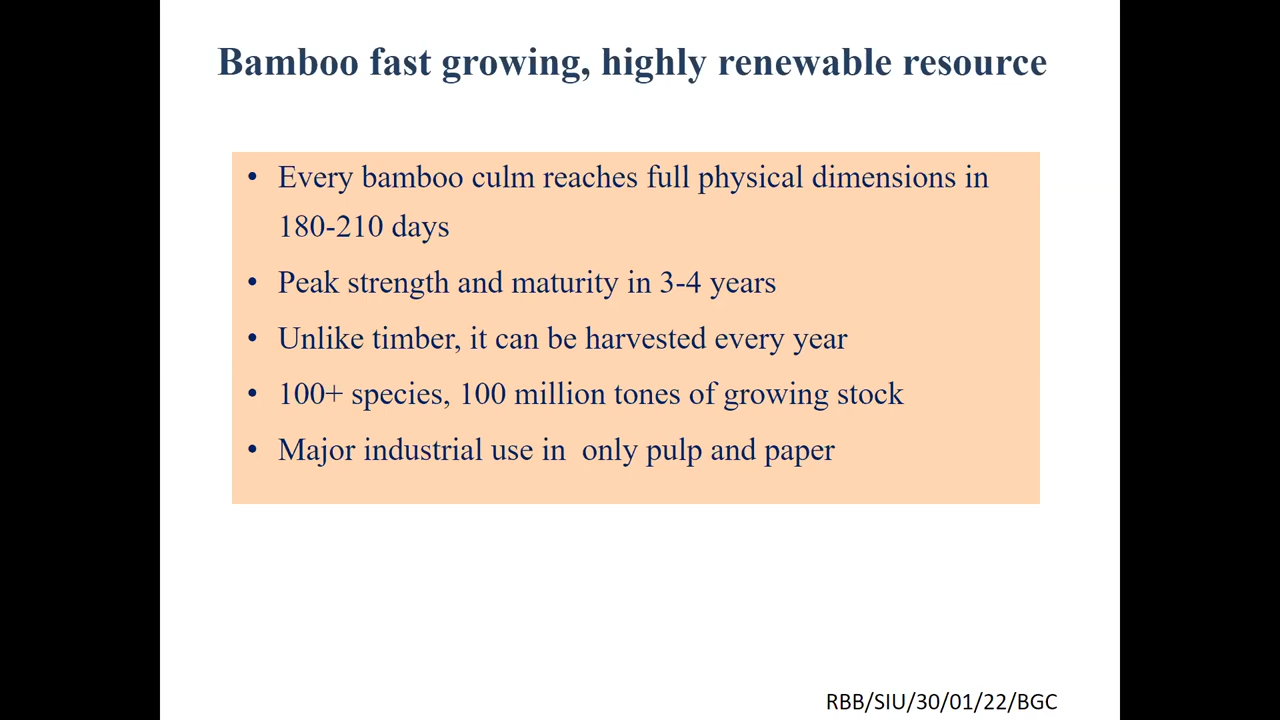 Bamboo fast growing, highly renewable resource
• Every bamboo culm reaches full physical dimensions in
180-210 days
• Peak strength and maturity in 3-4 years
• Unlike timber, it can be harvested every year
• 100+ species, 100 million tones of growing stock
• Major industrial use in  only pulp and paper
RBB/SIU/30/01/22/BGC